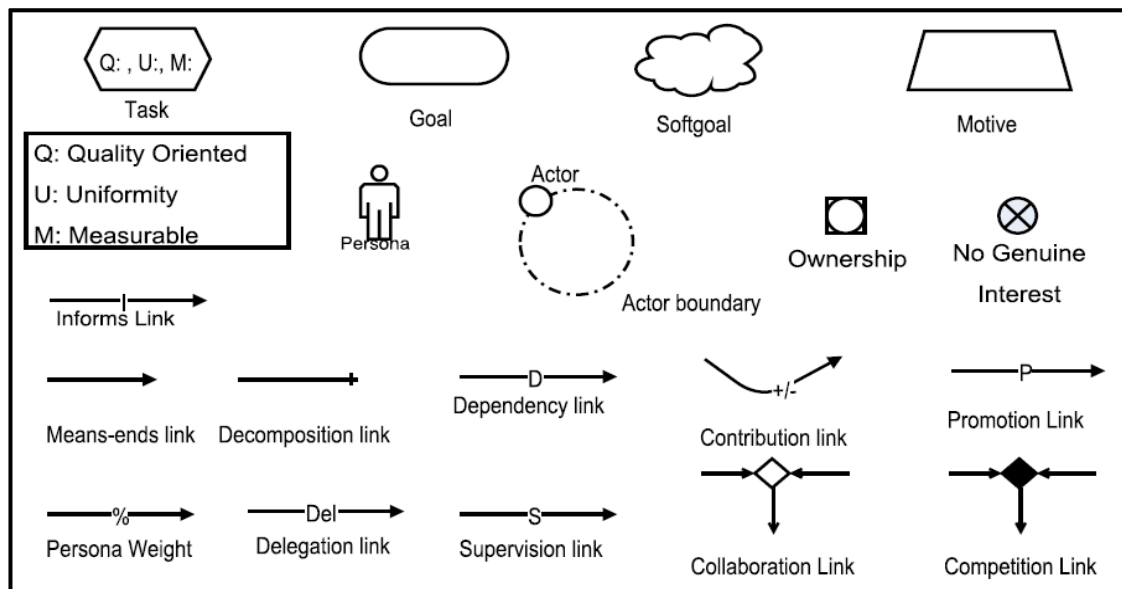 Q: , U:, M:
Task
Goal
Softgoal
Motive
Q: Quality Oriented
U: Uniformity
M: Measurable
Persona
Actor
Actor boundary
Ownership
No Genuine
Interest
I
Informs Link
Means-ends link
Decomposition link
D
Dependency link
+/-
Contribution link
P
Promotion Link
%
Persona Weight
Del
Delegation link
S
Supervision link
Collaboration Link
Competition Link